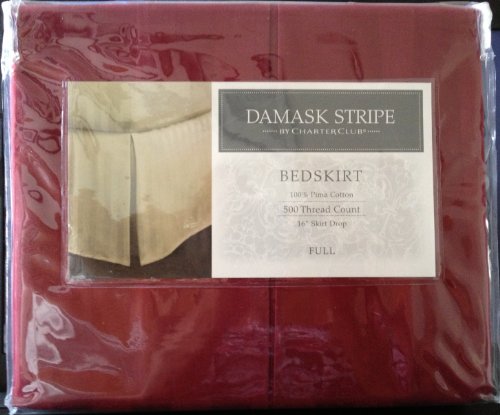 DAMASK STRIPE
BY CHARTER CLUB®
BEDSKIRT
100% Pima Cotton
500 Thread Count
16" Skirt Drop
FULL